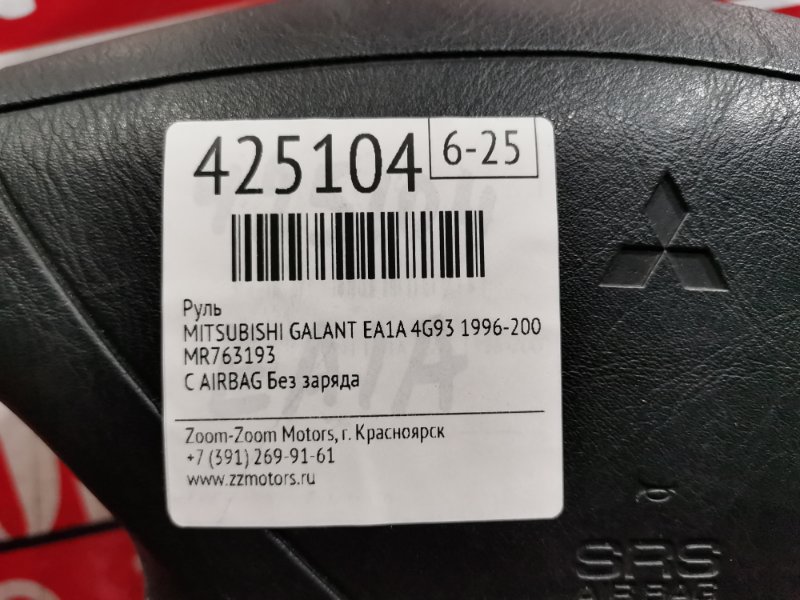 425104
6-25
Руль
MITSUBISHI GALANT EA1A 4G93 1996-200
MR763193
С AIRBAG Без заряда
Zoom-Zoom Motors, г. Красноярск
+7 (391) 269-91-61
www.zzmotors.ru
SRS
AIRBAG